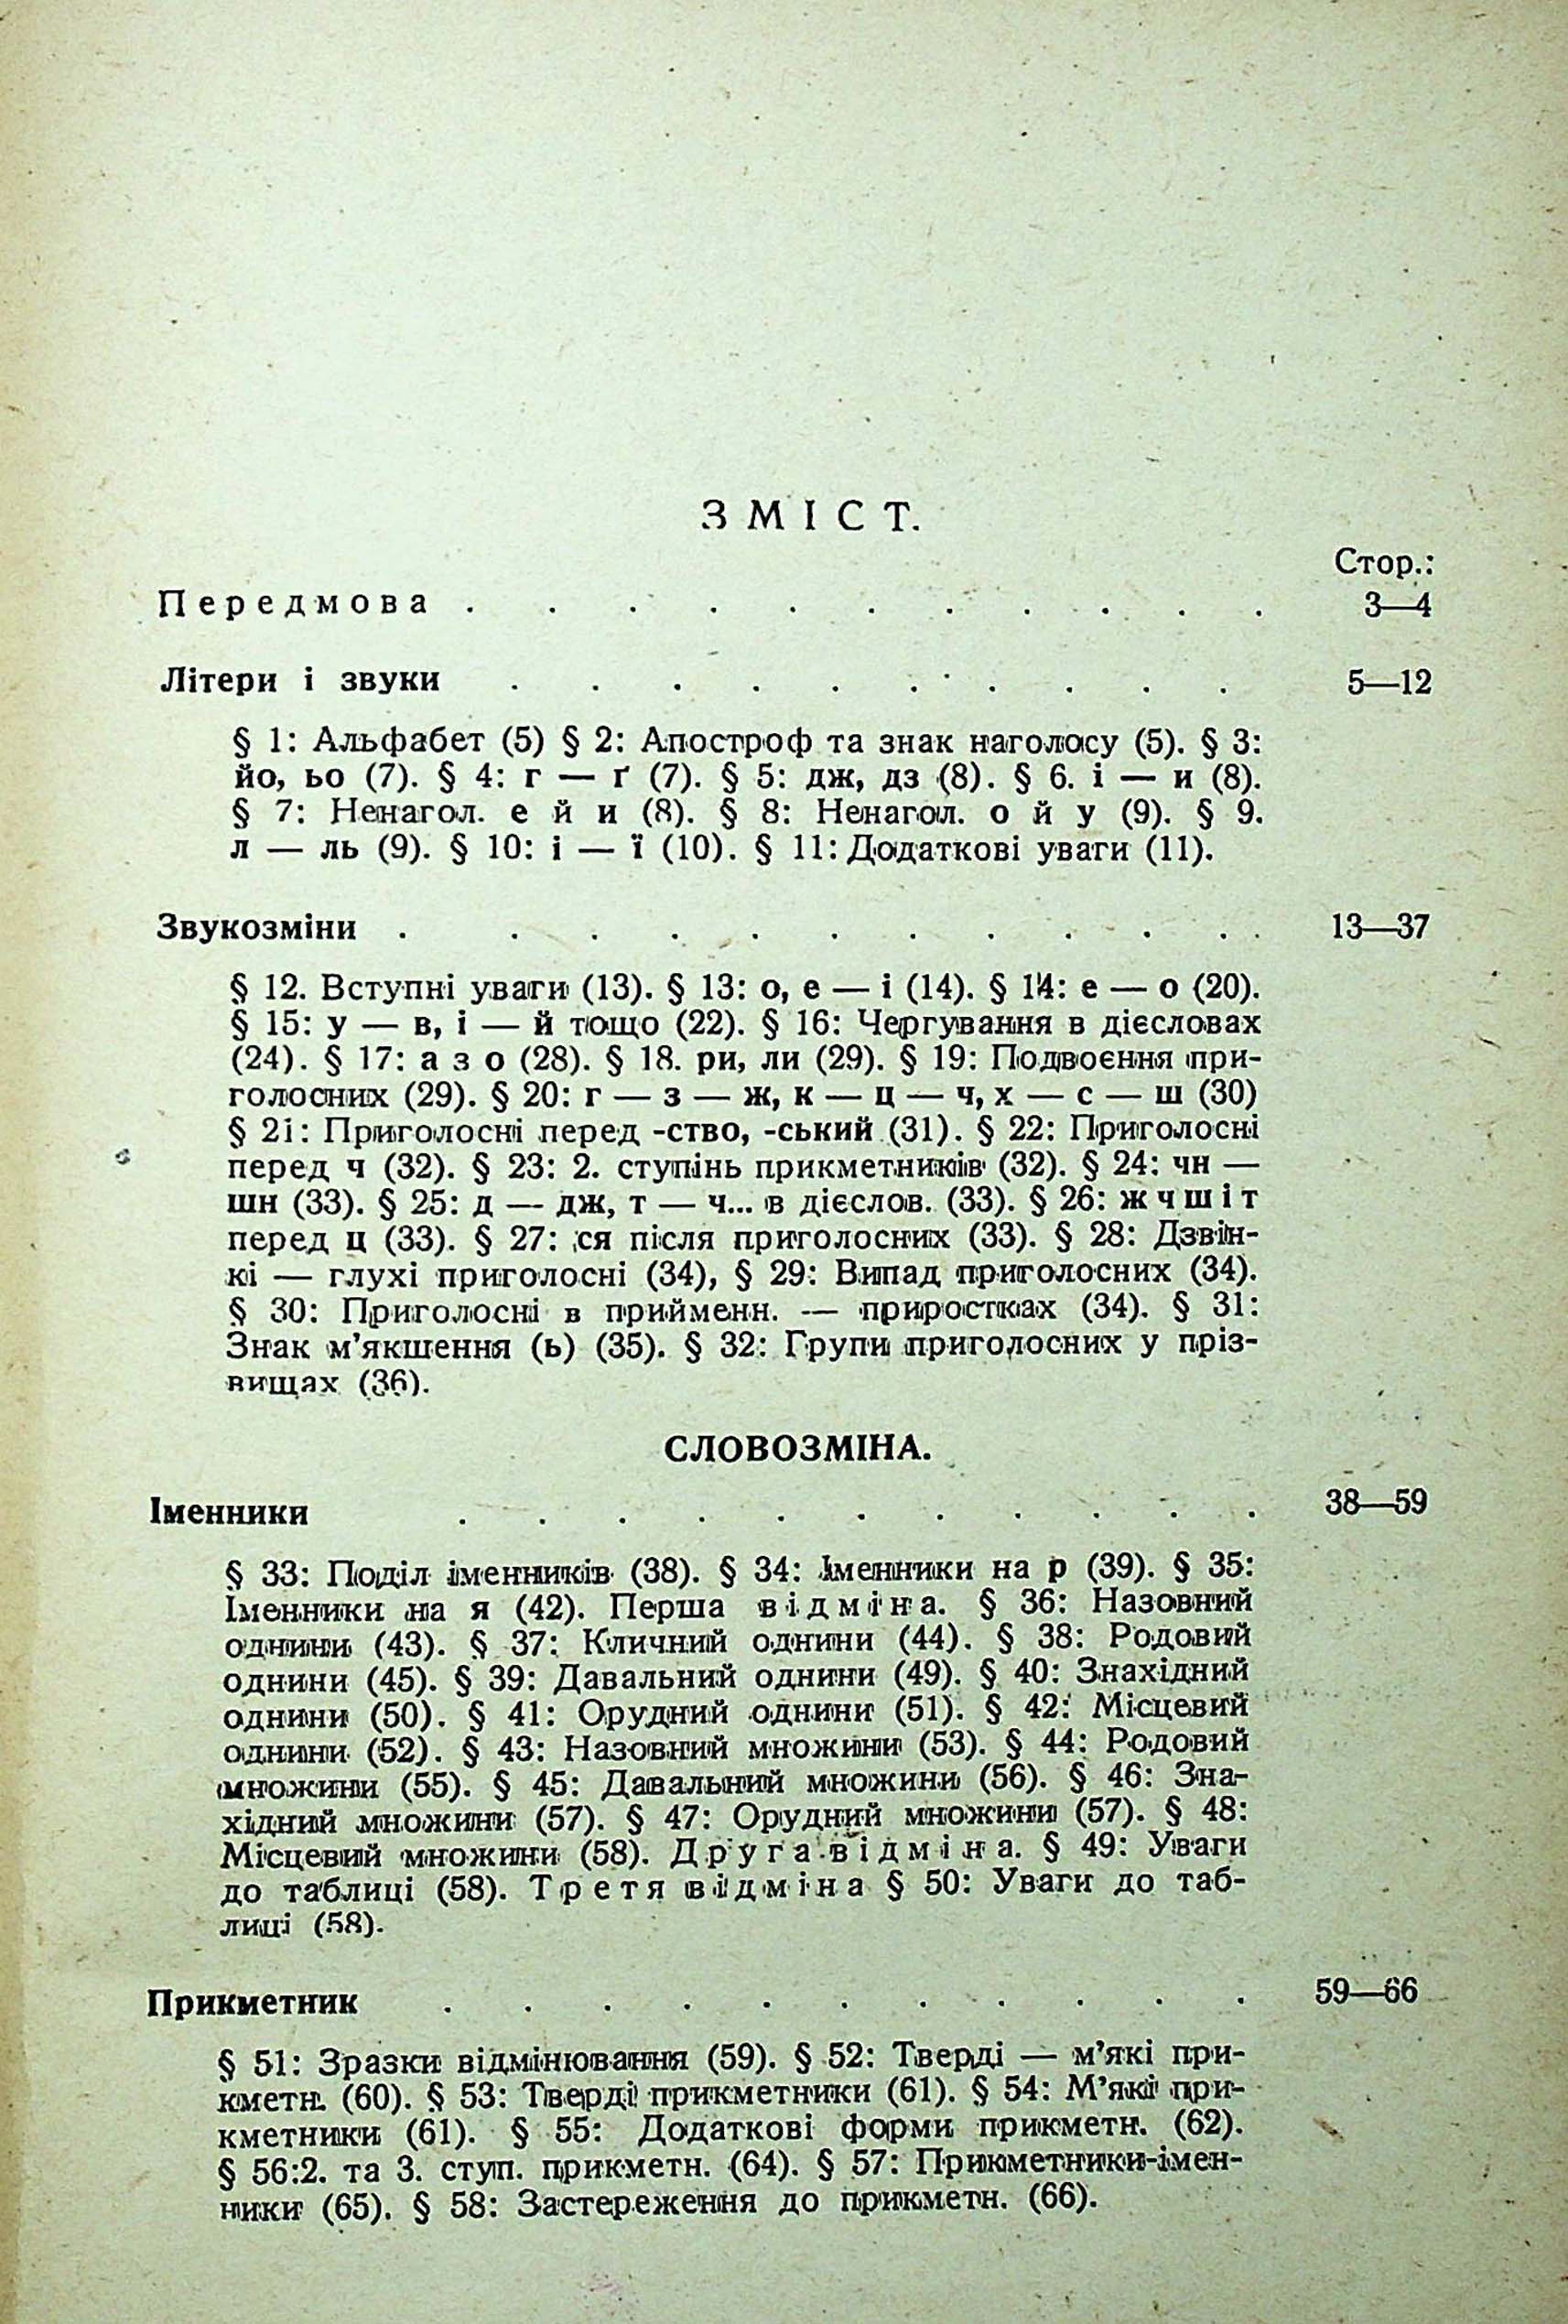 ЗМІСТ.
Стор.:
Передмова . . . . . . . . . . . 3—4
Літери і звуки . . . . . . . . . . 5—12
§ 1: Альфабет (5) § 2: Апостроф та знак наголосу (5). § 3:
йо, ьо (7). § 4: г — ґ (7). § 5: дж, дз (8). § 6. і — и (8).
§ 7: Ненагол. е й и (8). § 8: Ненагол. о й у (9). § 9.
л — ль (9). § 10: і — ї (10). § 11: Додаткові уваги (11).
Звукозміни . . . . . . . . . . . . 13—37
§ 12. Вступні уваги (13). § 13: о, е — і (14). § 14: е — о (20).
§ 15: у — в, і — й тощо (22). § 16: Чергування в дієсловах
(24). § 17: а з о (28). § 18. ри, ли (29). § 19: Подвоєння при-
голосних (29). § 20: г — з — ж, к — ц — ч, х — с — ш (30)
§ 21: Приголосні перед -ство, -ський (31). § 22: Приголосні
перед ч (32). § 23: 2. ступінь прикметників (32). § 24: чн —
шн (33). § 25: д — дж, т — ч... в дієслов. (33). § 26: ж ч ш і т
перед ц (33). § 27: ся після приголосних (33). § 28: Дзвін-
кі — глухі приголосні (34), § 29: Випад приголосних (34).
§ 30: Приголосні в прийменн. — приростках (34). § 31:
Знак м’якшення (ь) (35). § 32: Групи приголосних у пріз-
вищах (36).
СЛОВОЗМІНА.
Іменники . . . . . . . . . . . 38—59
§ 33: Поділ іменників (38). § 34: Іменники на р (39). § 35:
Іменники на я (42). Перша відміна. § 36: Назовний
однини (43). § 37: Кличний однини (44). § 38: Родовий
однини (45). § 39: Давальний однини (49). § 40: Знахідний
однини (50). § 41: Орудний однини (51). § 42: Місцевий
однини (52). § 43: Назовний множини (53). § 44: Родовий
множини (55). § 45: Давальний множини (56). § 46: Зна-
хідний множини (57). § 47: Орудний множини (57). § 48:
Місцевий множини (58). Друга відміна. § 49: Уваги
до таблиці (58). Третя відміна § 50: Уваги до таб-
лиці (58).
Прикметник . . . . . . . . . . . 59—66
§ 51: Зразки відмінювання (59). § 52: Тверді — м’які при-
кметн. (60). § 53: Тверді прикметники (61). § 54: М’які при-
кметники (61). § 55: Додаткові форми прикметн. (62).
§ 56:2. та 3. ступ. прикметн. (64). § 57: Прикметники-імен-
ники (65). § 58: Застереження до прикметн. (66).